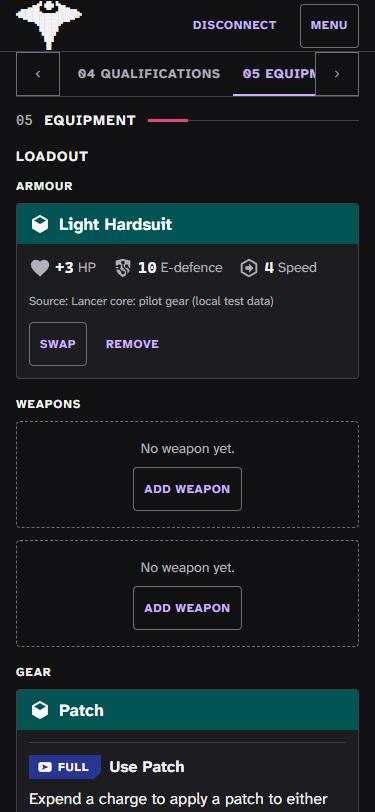 DISCONNECT
MENU
04 QUALIFICATIONS
05 EQUIPM
05 EQUIPMENT
LOADOUT
ARMOUR
Light Hardsuit
+3 HP 10 E-defence 4 Speed
Source: Lancer core: pilot gear (local test data)
SWAP REMOVE
WEAPONS
No weapon yet.
ADD WEAPON
No weapon yet.
ADD WEAPON
GEAR
Patch
FULL Use Patch
Expend a charge to apply a patch to either